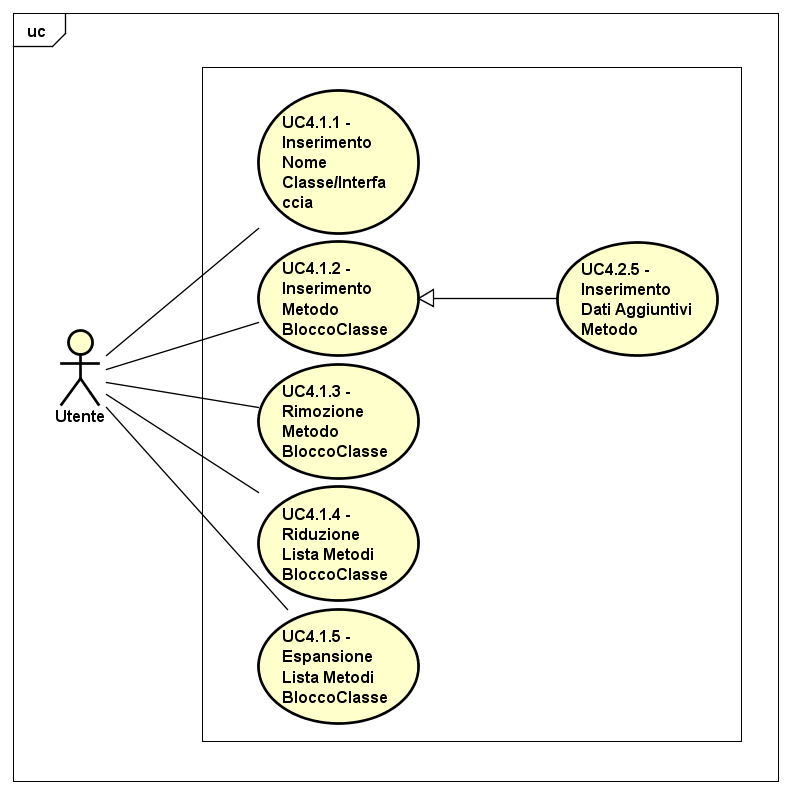 uc
UC4.1.1 -
Inserimento
Nome
Classe/Interfa
ccia
UC4.1.2 -
Inserimento
Metodo
BloccoClasse
UC4.2.5 -
Inserimento
Dati Aggiuntivi
Metodo
UC4.1.3 -
Rimozione
Metodo
BloccoClasse
Utente
UC4.1.4 -
Riduzione
Lista Metodi
BloccoClasse
UC4.1.5 -
Espansione
Lista Metodi
BloccoClasse